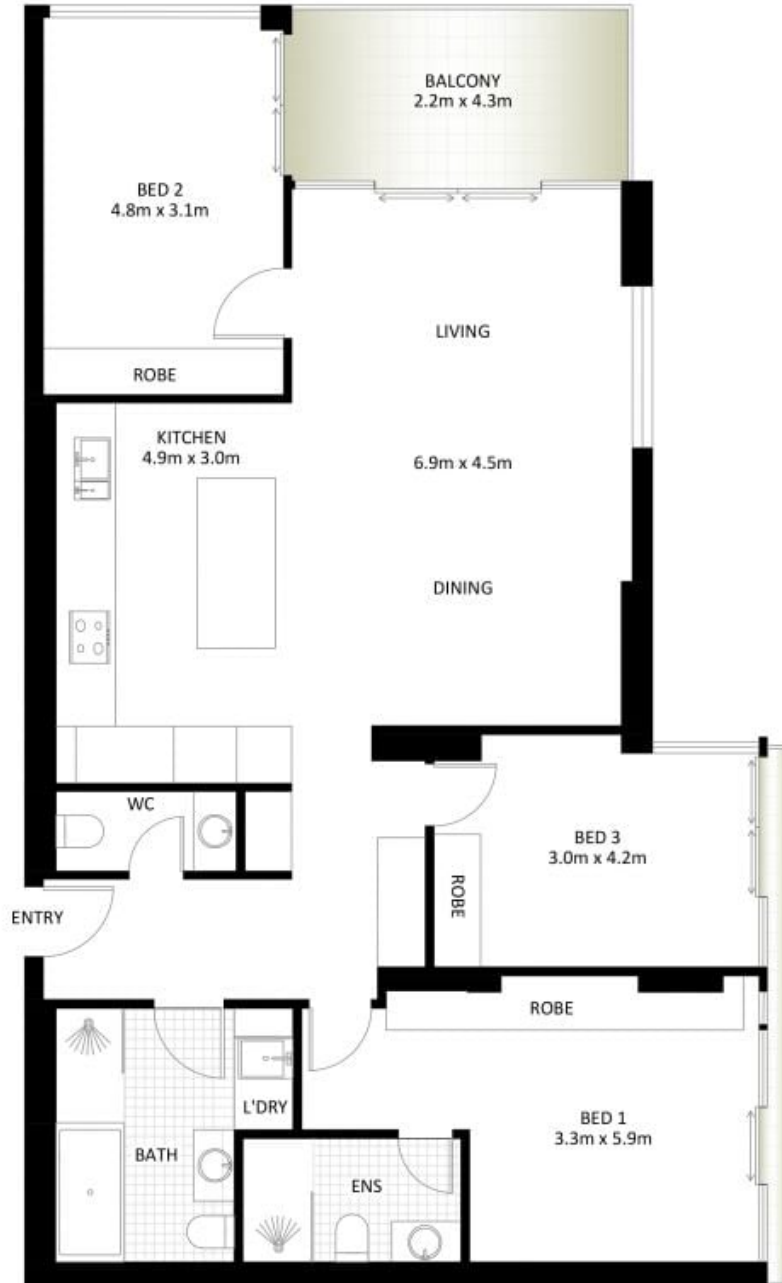 BALCONY
2.2m x 4.3m
BED 2
4.8m x 3.1m
LIVING
ROBE
KITCHEN
4.9m x 3.0m
6.9m x 4.5m
DINING
WC
BED 3
3.0m x 4.2m
ROBE
ENTRY
ROBE
L'DRY
BED 1
3.3m x 5.9m
BATH
ENS